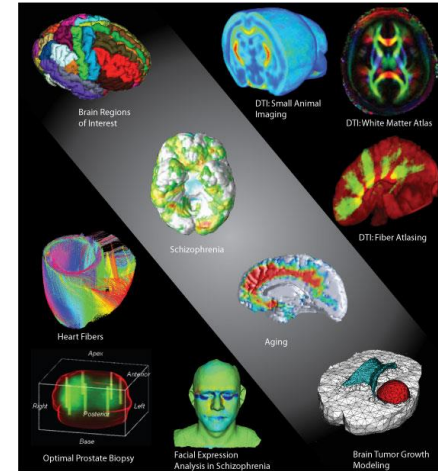 Brain Regions
of Interest
DTI: Small Animal
Imaging
DTI:White Matter Atlas
Schizophrenia
DTI: Fiber Atlasing
Heart Fibers
Aging
Apex
Anterior
Right
Left
Posterior
Base
Optimal Prostate Biopsy
Facial Expression
Analysis in Schizophrenia
Brain Tumor Growth
Modeling